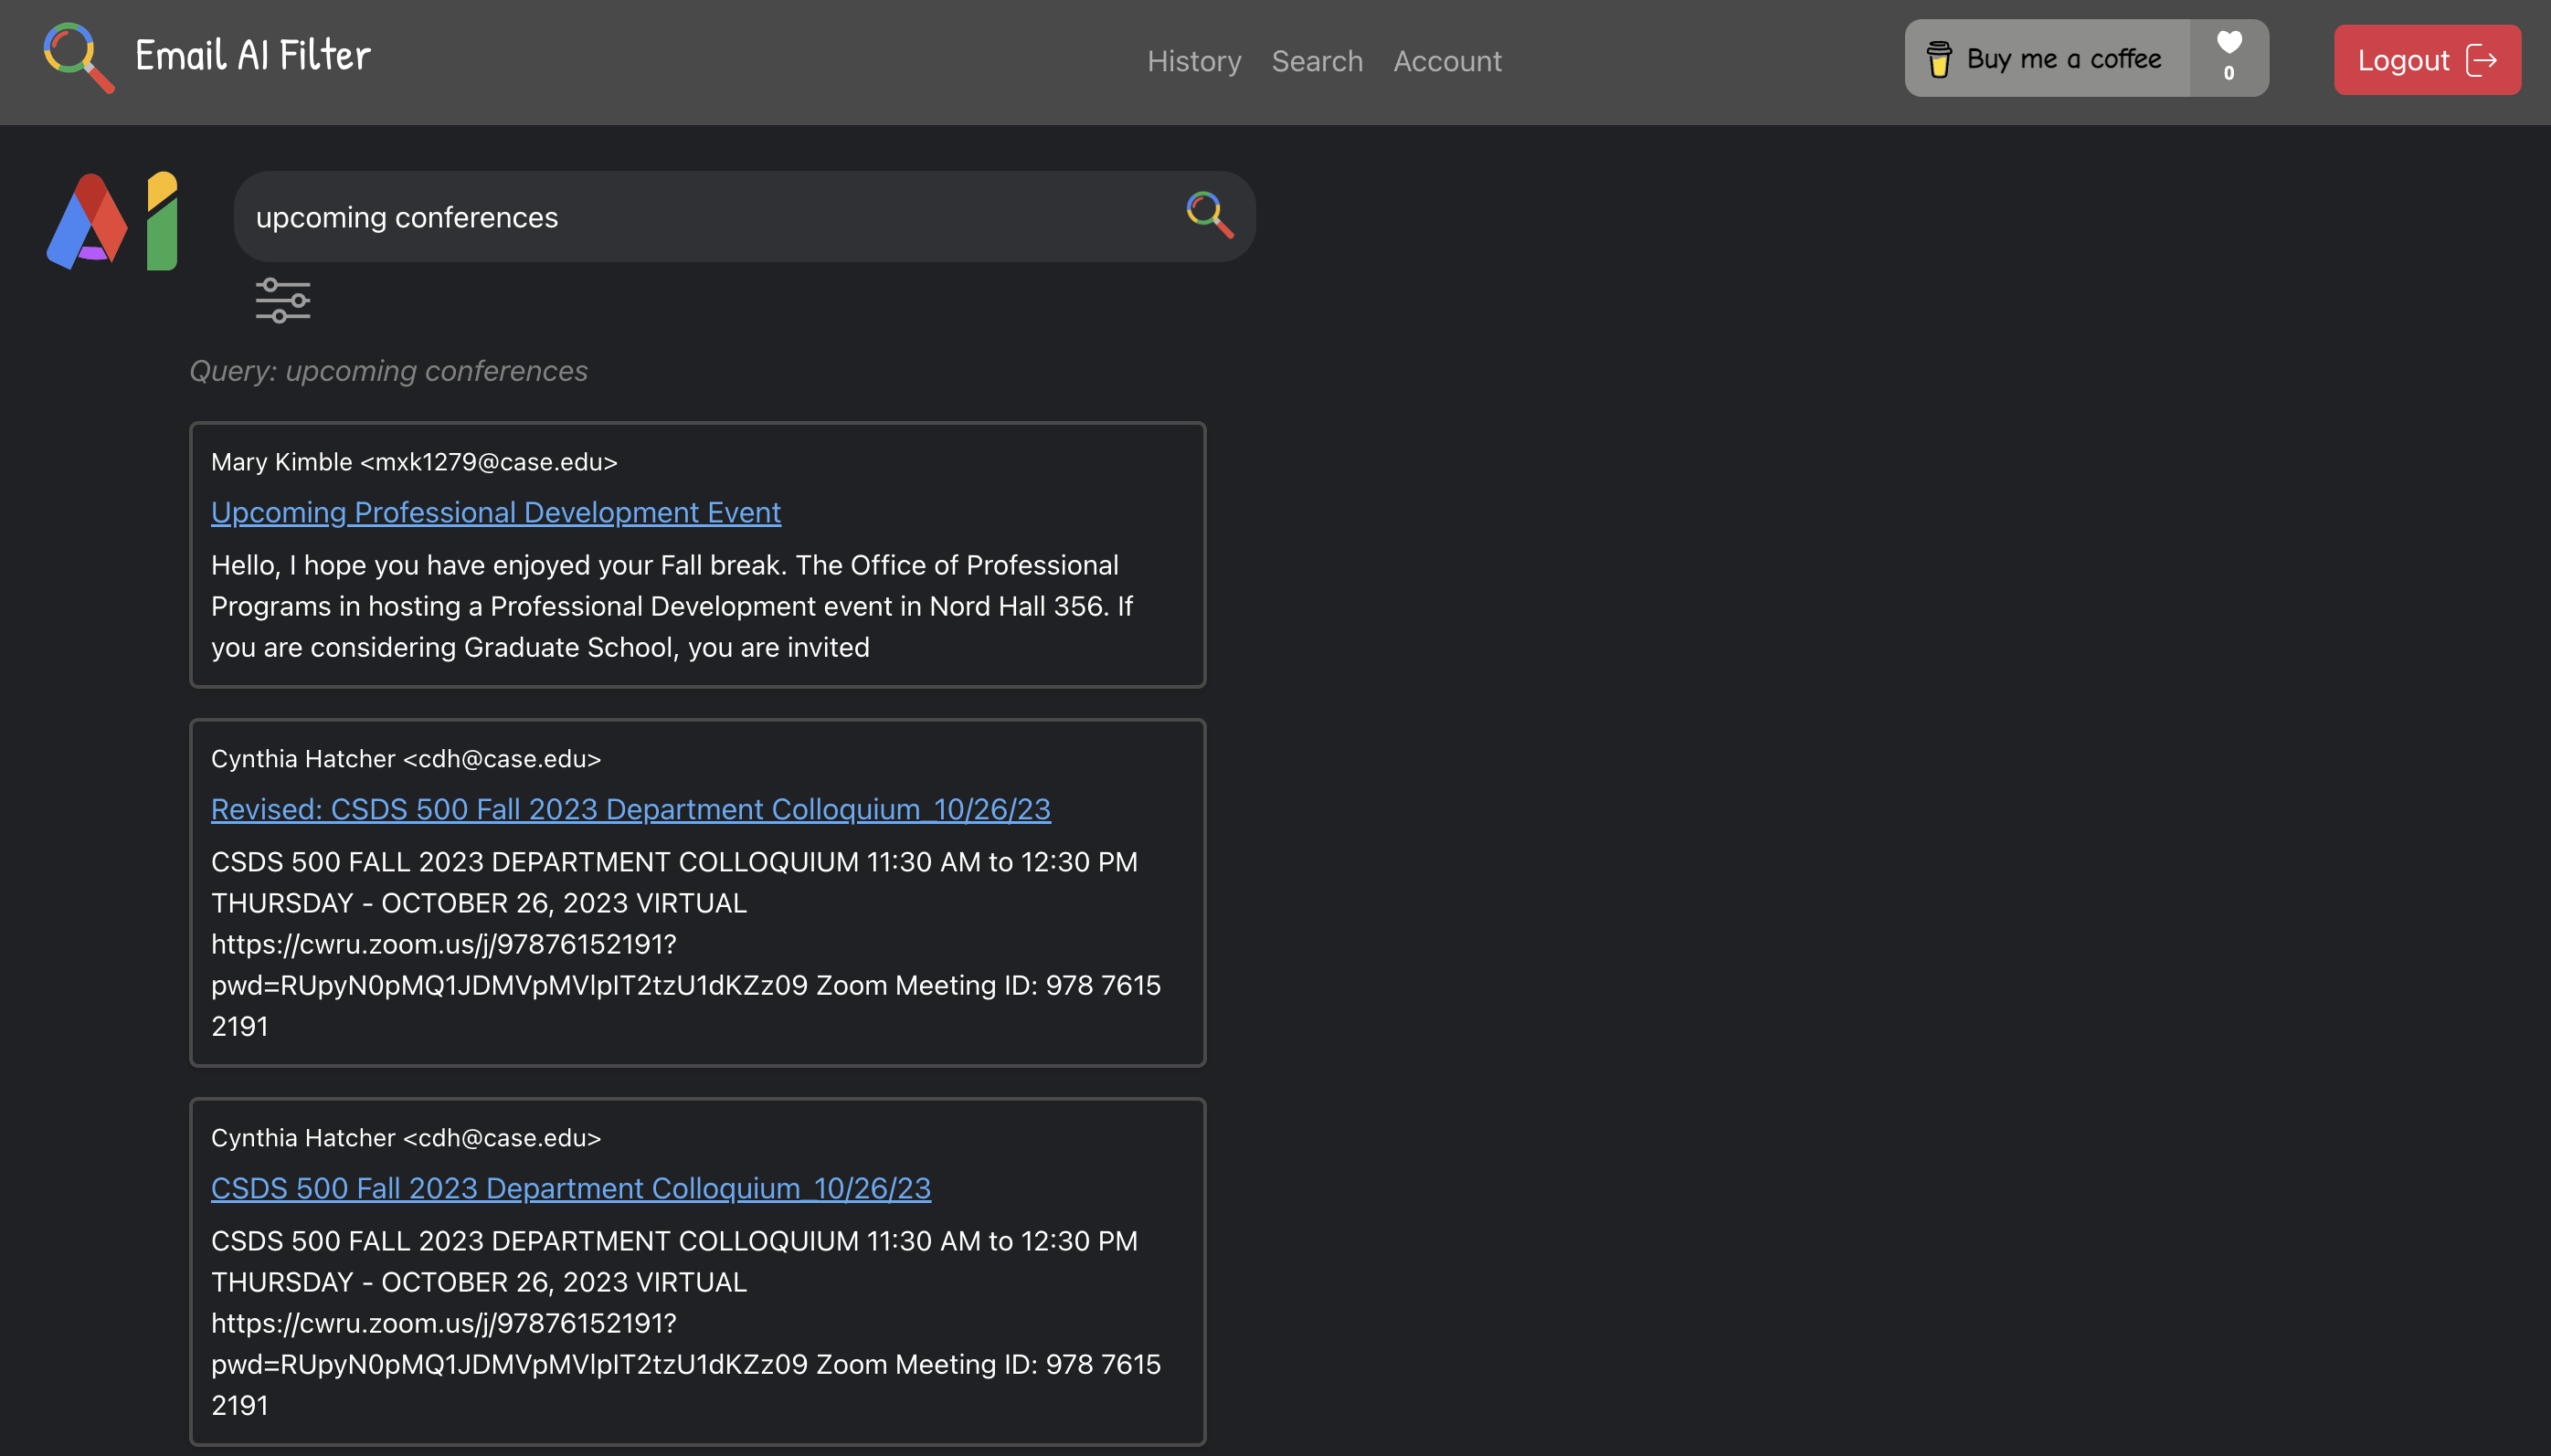 Email AI Filter
History Search Account
Buy me a coffee
0
Logout
AI
upcoming conferences
Query: upcoming conferences
Mary Kimble <mxk1279@case.edu>
Upcoming Professional Development Event
Hello, I hope you have enjoyed your Fall break. The Office of Professional
Programs in hosting a Professional Development event in Nord Hall 356. If
you are considering Graduate School, you are invited
Cynthia Hatcher <cdh@case.edu>
Revised: CSDS 500 Fall 2023 Department Colloquium_10/26/23
CSDS 500 FALL 2023 DEPARTMENT COLLOQUIUM 11:30 AM to 12:30 PM
THURSDAY - OCTOBER 26, 2023 VIRTUAL
https://cwru.zoom.us/j/97876152191?
pwd=RUpyN0pMQ1JDMVpMVlpIT2tzU1dKZz09 Zoom Meeting ID: 978 7615
2191
Cynthia Hatcher <cdh@case.edu>
CSDS 500 Fall 2023 Department Colloquium_10/26/23
CSDS 500 FALL 2023 DEPARTMENT COLLOQUIUM 11:30 AM to 12:30 PM
THURSDAY - OCTOBER 26, 2023 VIRTUAL
https://cwru.zoom.us/j/97876152191?
pwd=RUpyN0pMQ1JDMVpMVlpIT2tzU1dKZz09 Zoom Meeting ID: 978 7615
2191